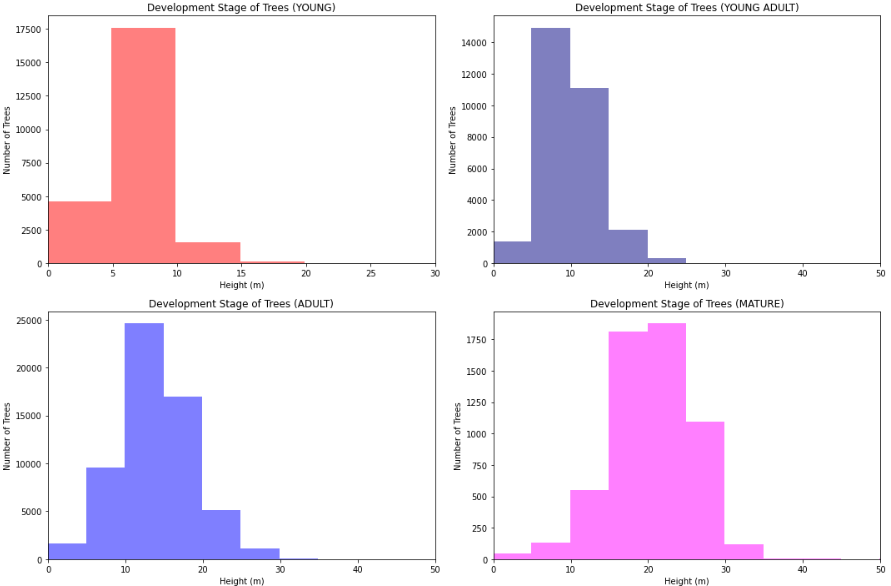 Development Stage of Trees (YOUNG)
Number of Trees
17500
15000
12500
10000
7500
5000
2500
0
0 5 10 15 20 25 30
Height (m)
Development Stage of Trees (YOUNG ADULT)
Number of Trees
14000
12000
10000
8000
6000
4000
2000
0
0 10 20 30 40 50
Height (m)
Development Stage of Trees (ADULT)
Number of Trees
25000
20000
15000
10000
5000
0
0 10 20 30 40 50
Height (m)
Development Stage of Trees (MATURE)
Number of Trees
1750
1500
1250
1000
750
500
250
0
0 10 20 30 40 50
Height (m)